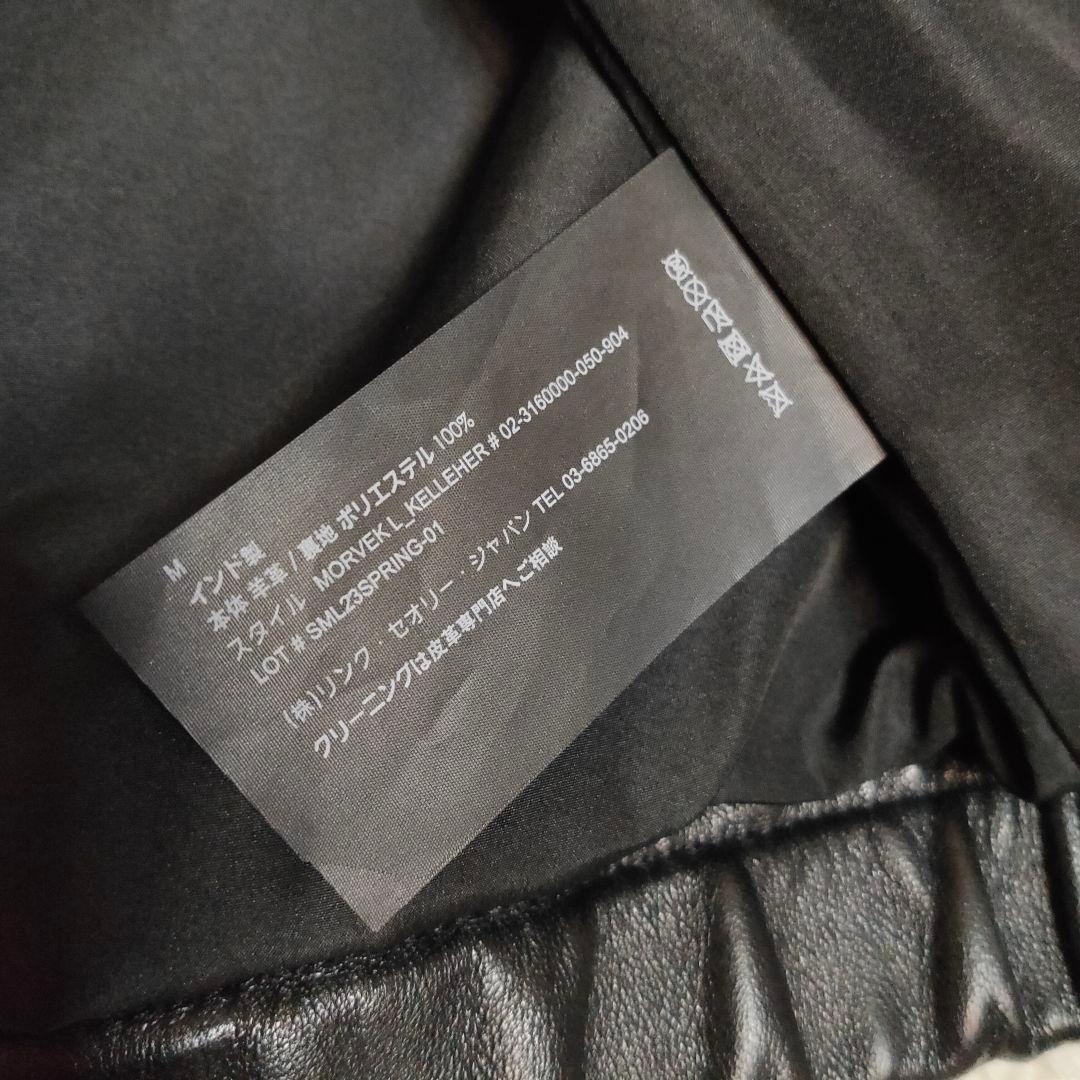 M
インド製
本体 羊革 / 裏地 ポリエステル 100%
スタイル MORVEK L_KELLEHER # 02-3160000-050-904
LOT # SML23SPRING-01
(株)リンク・セオリー・ジャパン TEL 03-6865-0206
クリーニングは皮革専門店へご相談